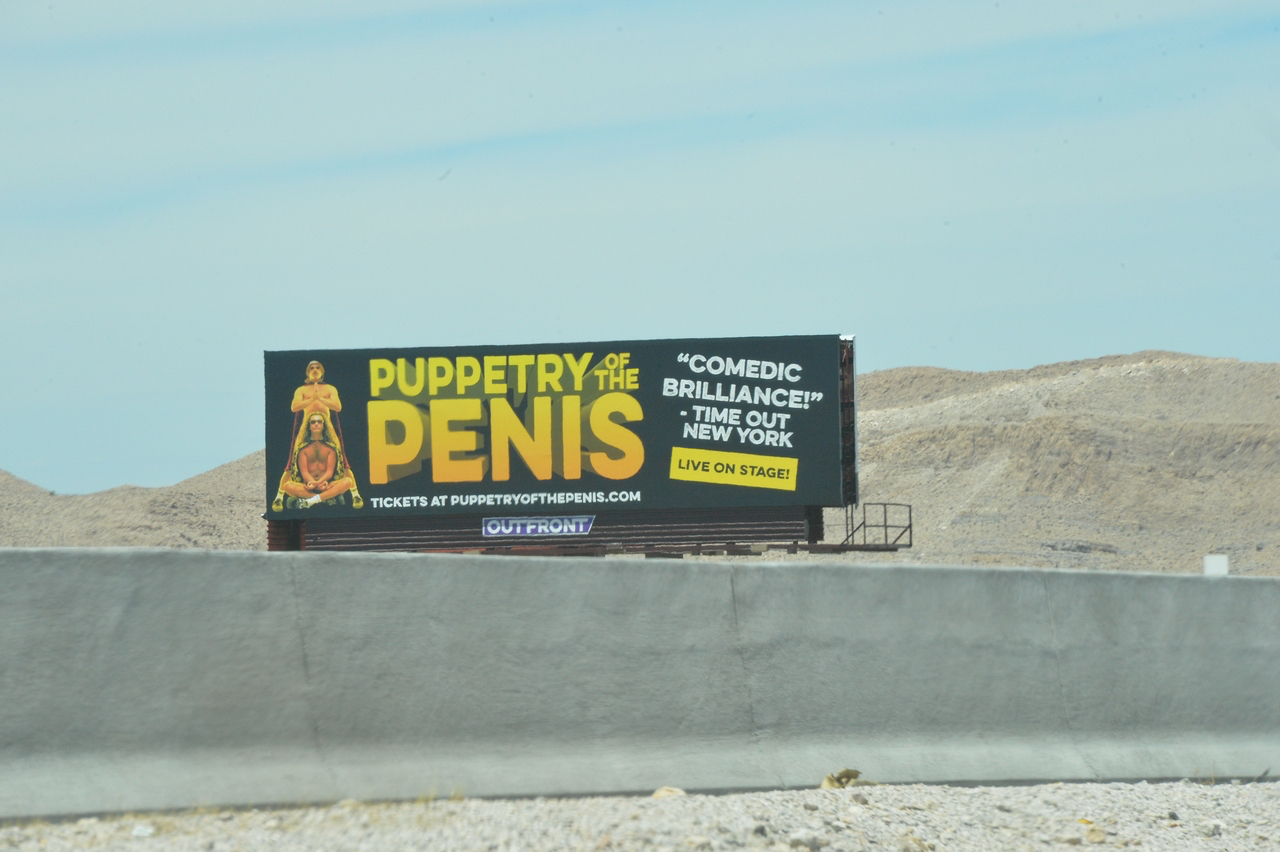 PUPPETRY OF THE
PENIS
TICKETS AT PUPPETRYOFTHEPENIS.COM
"COMEDIC
BRILLIANCE!"
- TIME OUT
NEW YORK
LIVE ON STAGE!
OUTFRONT/